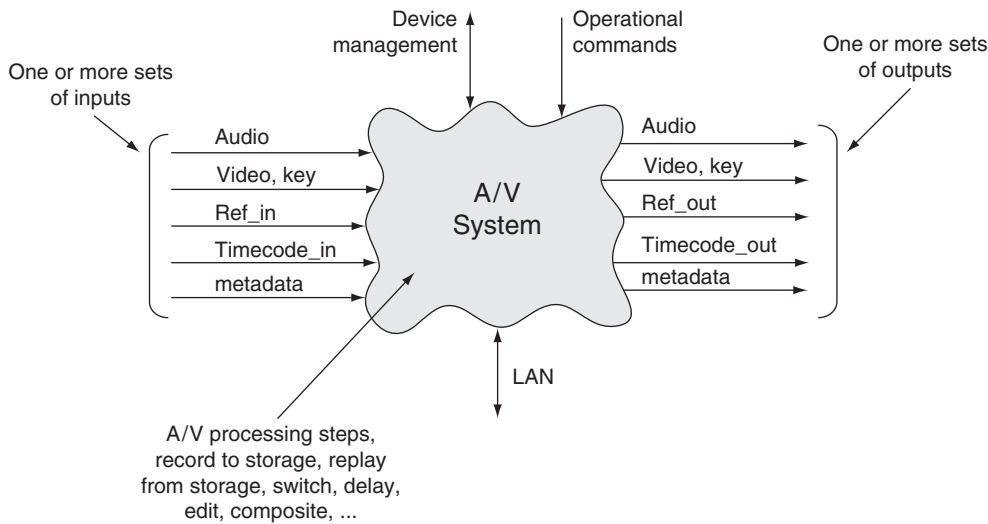 Device
management
Operational
commands
One or more sets
of inputs
One or more sets
of outputs
Audio
Video, key
Ref_in
Timecode_in
metadata
A/V
System
Audio
Video, key
Ref_out
Timecode_out
metadata
LAN
A/V processing steps,
record to storage, replay
from storage, switch, delay,
edit, composite, ...